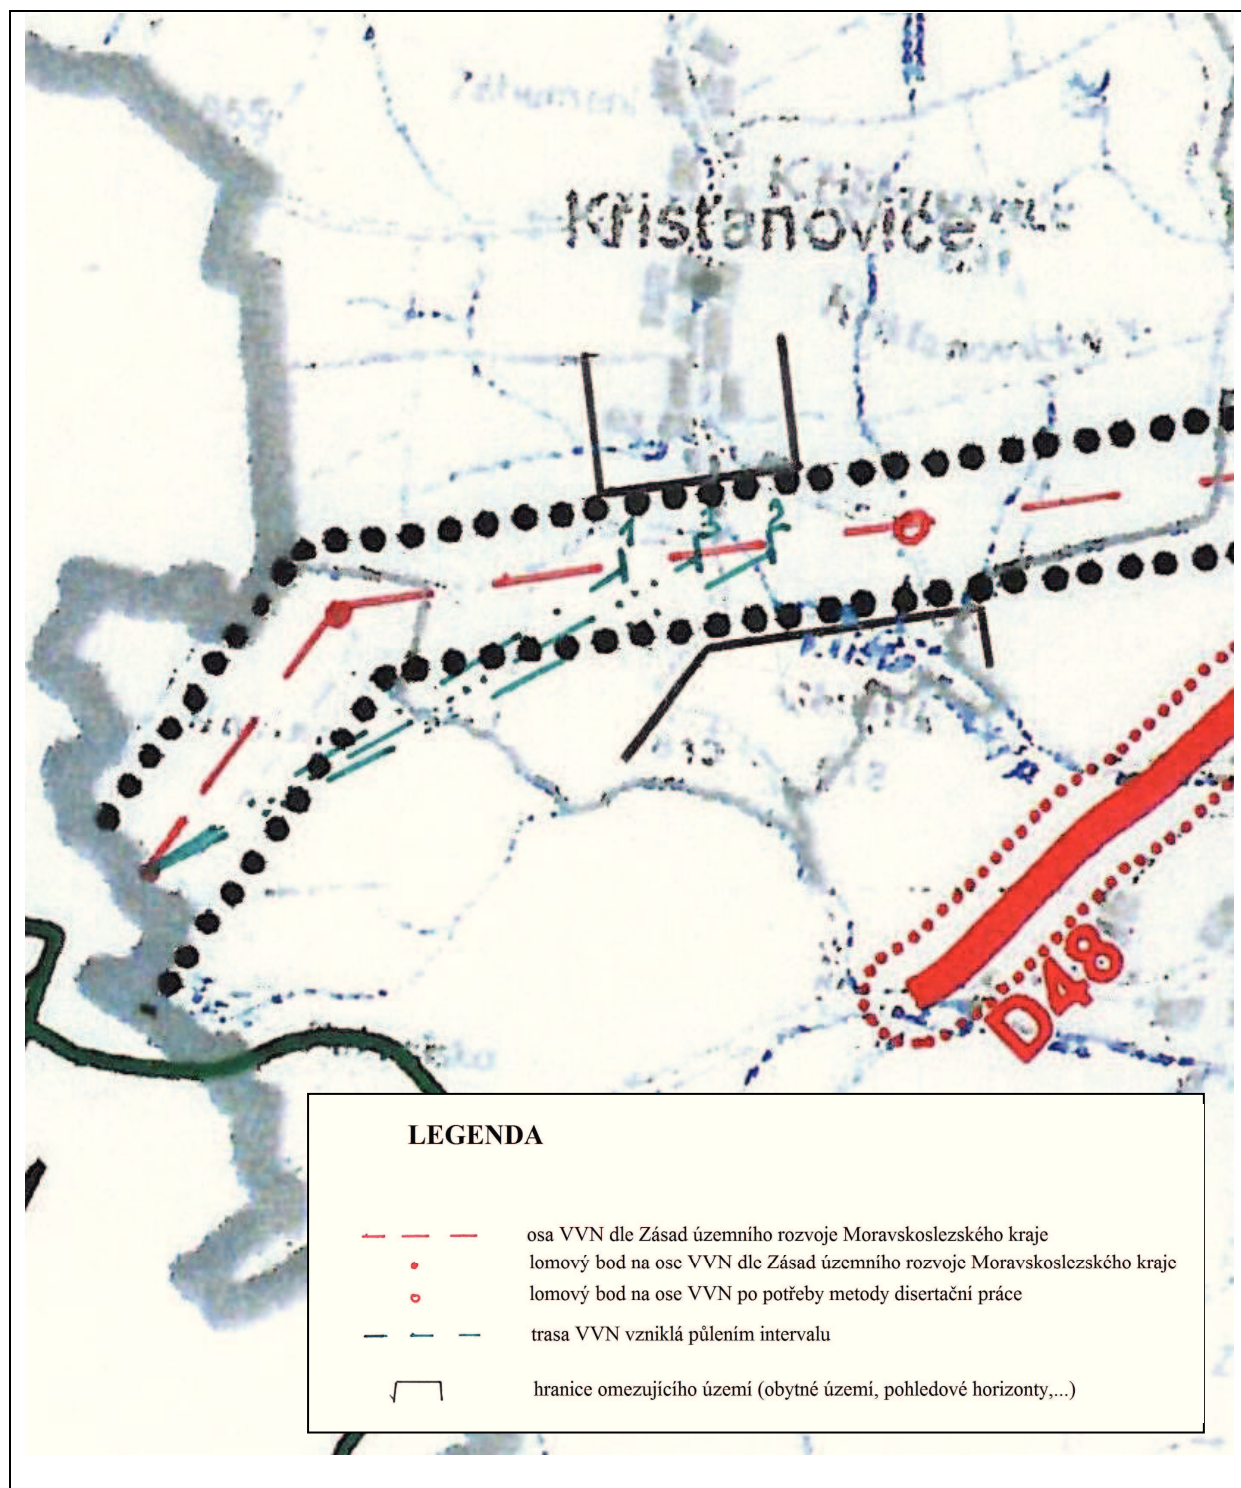 Křišťanovice
1 3 2
D48
LEGENDA
osa VVN dle Zásad územního rozvoje Moravskoslezského kraje
lomový bod na ose VVN dle Zásad územního rozvoje Moravskoslezského kraje
lomový bod na ose VVN po potřeby metody disertační práce
trasa VVN vzniklá půlením intervalu
hranice omezujícího území (obytné území, pohledové horizonty,...)